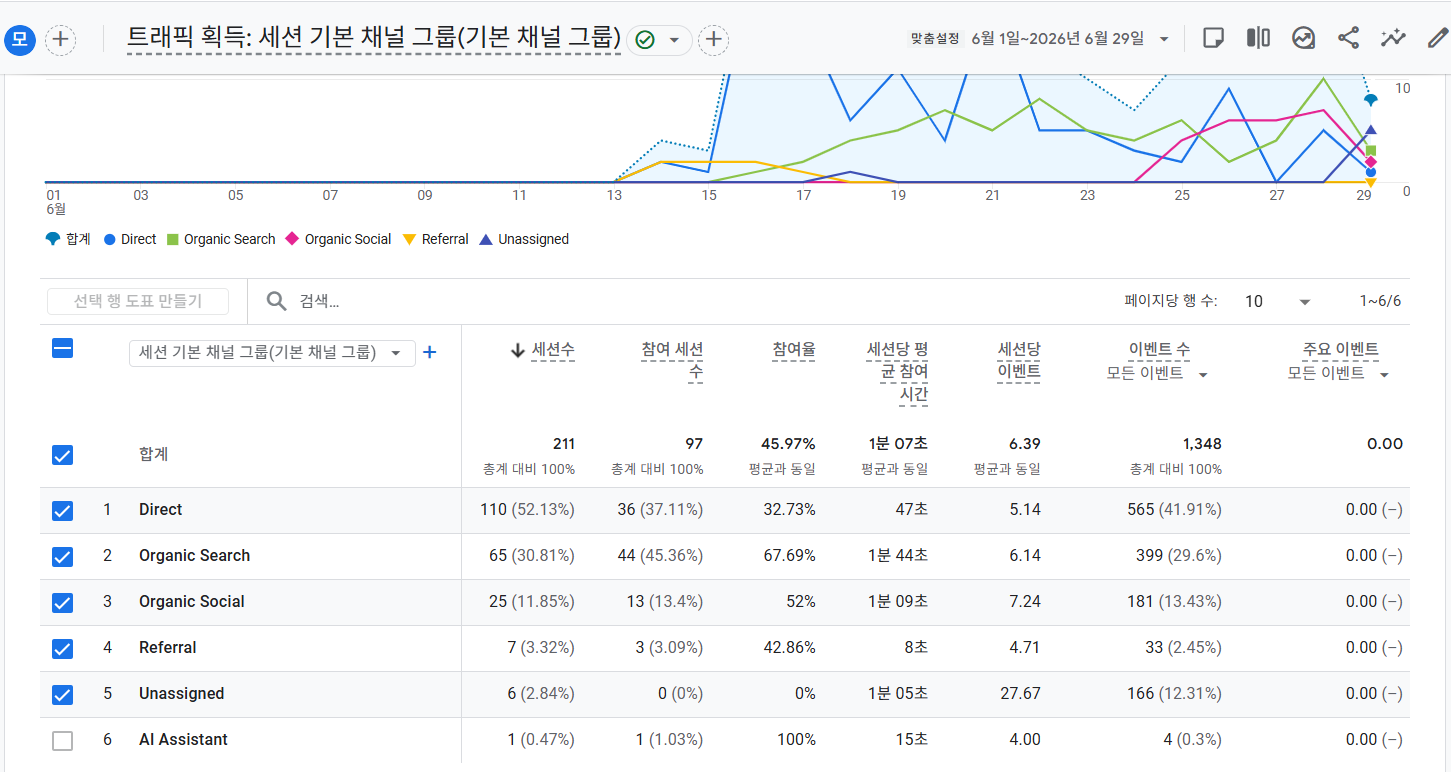 모
트래픽 획득: 세션 기본 채널 그룹(기본 채널 그룹)
맞춤설정 6월 1일~2026년 6월 29일
10
0
01 03 05 07 09 11 13 15 17 19 21 23 25 27 29
6월
합계 Direct Organic Search Organic Social Referral Unassigned
선택 행 도표 만들기 검색... 페이지당 행 수: 10 1~6/6
세션 기본 채널 그룹(기본 채널 그룹) +
세션수
참여 세션
수
참여율
세션당 평
균 참여
시간
세션당
이벤트
이벤트 수
모든 이벤트
주요 이벤트
모든 이벤트
합계 211 97 45.97% 1분 07초 6.39 1,348 0.00
총계 대비 100% 총계 대비 100% 평균과 동일 평균과 동일 평균과 동일 총계 대비 100%
1 Direct 110 (52.13%) 36 (37.11%) 32.73% 47초 5.14 565 (41.91%) 0.00 (–)
2 Organic Search 65 (30.81%) 44 (45.36%) 67.69% 1분 44초 6.14 399 (29.6%) 0.00 (–)
3 Organic Social 25 (11.85%) 13 (13.4%) 52% 1분 09초 7.24 181 (13.43%) 0.00 (–)
4 Referral 7 (3.32%) 3 (3.09%) 42.86% 8초 4.71 33 (2.45%) 0.00 (–)
5 Unassigned 6 (2.84%) 0 (0%) 0% 1분 05초 27.67 166 (12.31%) 0.00 (–)
6 AI Assistant 1 (0.47%) 1 (1.03%) 100% 15초 4.00 4 (0.3%) 0.00 (–)